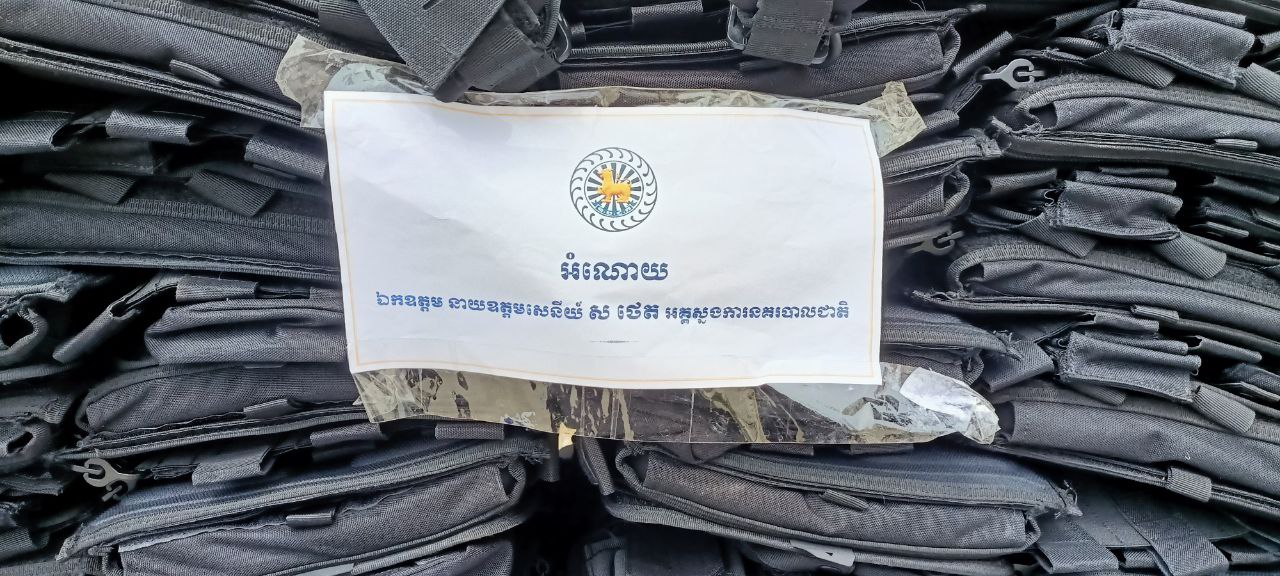 អំណោយ
ឯកឧត្តម នាយឧត្តមសេនីយ៍ ស ថេត អគ្គស្នងការនគរបាលជាតិ